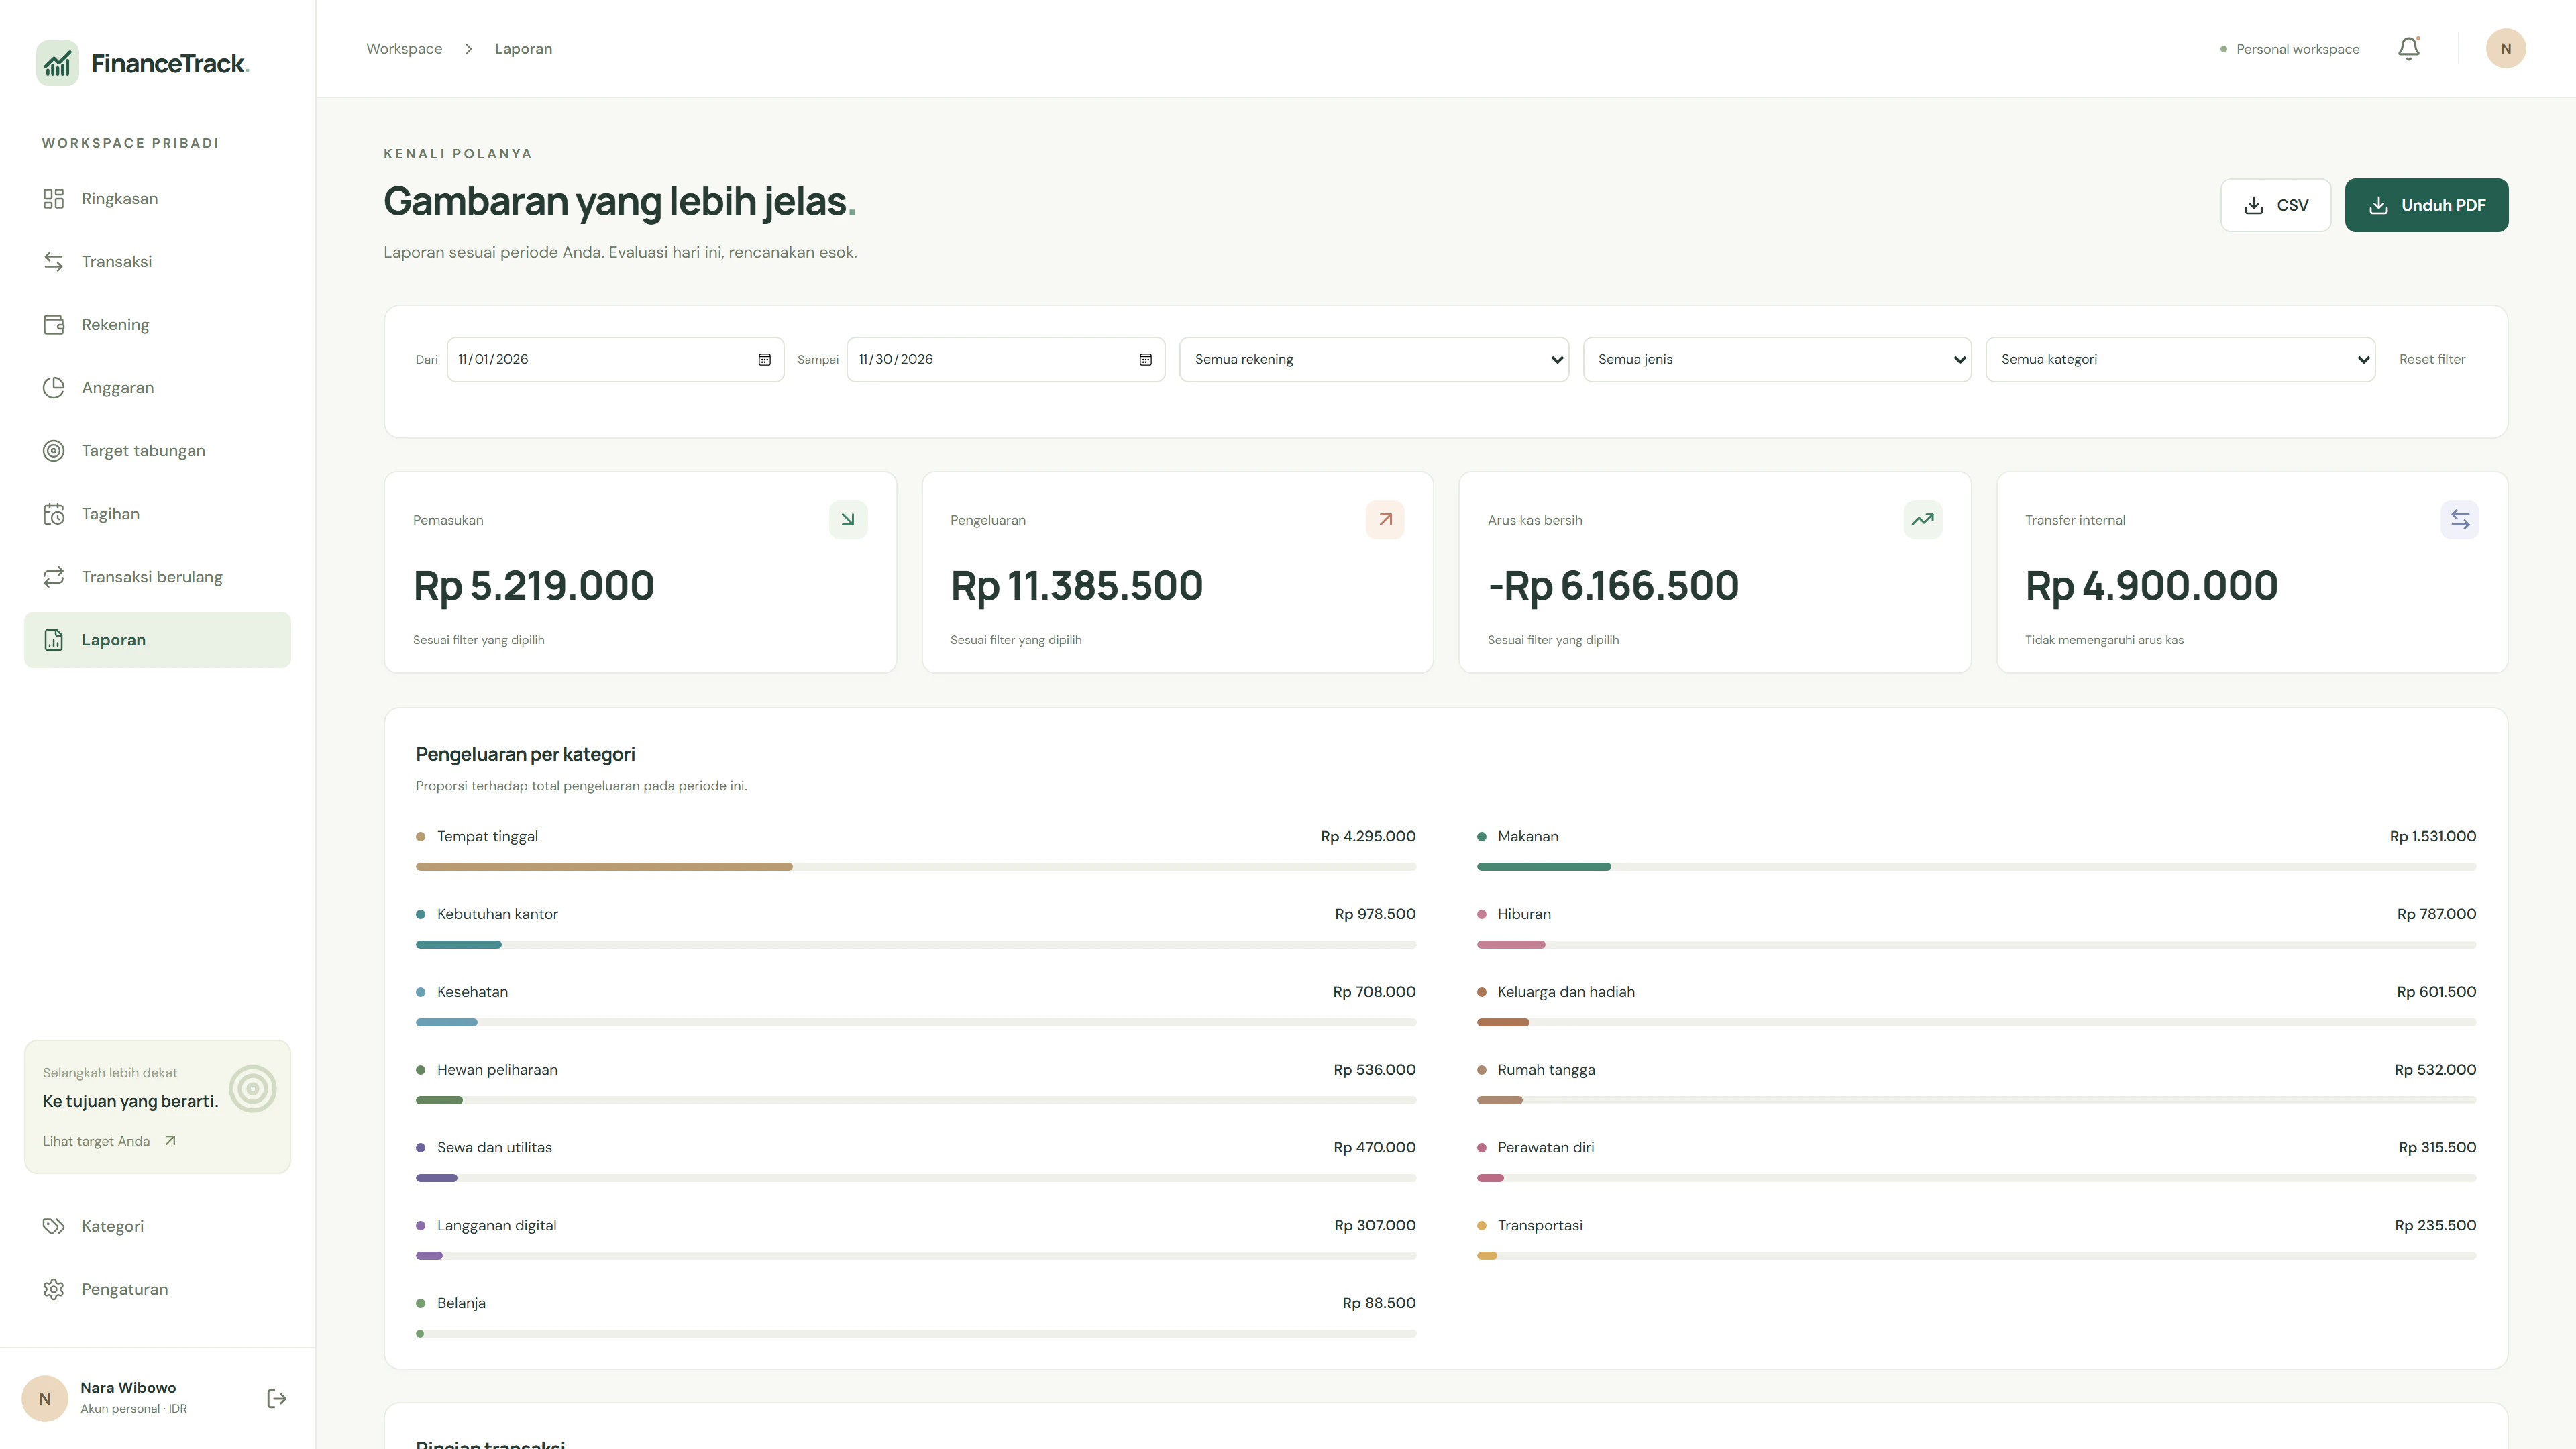 FinanceTrack.
WORKSPACE PRIBADI
Ringkasan
Transaksi
Rekening
Anggaran
Target tabungan
Tagihan
Transaksi berulang
Laporan
Selangkah lebih dekat
Ke tujuan yang berarti.
Lihat target Anda
Kategori
Pengaturan
N
Nara Wibowo
Akun personal · IDR
Workspace
Laporan
Personal workspace
N
KENALI POLANYA
Gambaran yang lebih jelas.
Laporan sesuai periode Anda. Evaluasi hari ini, rencanakan esok.
CSV
Unduh PDF
Dari
11/01/2026
Sampai
11/30/2026
Semua rekening
Semua jenis
Semua kategori
Reset filter
Pemasukan
Rp 5.219.000
Sesuai filter yang dipilih
Pengeluaran
Rp 11.385.500
Sesuai filter yang dipilih
Arus kas bersih
-Rp 6.166.500
Sesuai filter yang dipilih
Transfer internal
Rp 4.900.000
Tidak memengaruhi arus kas
Pengeluaran per kategori
Proporsi terhadap total pengeluaran pada periode ini.
Tempat tinggal Rp 4.295.000
Makanan Rp 1.531.000
Kebutuhan kantor Rp 978.500
Hiburan Rp 787.000
Kesehatan Rp 708.000
Keluarga dan hadiah Rp 601.500
Hewan peliharaan Rp 536.000
Rumah tangga Rp 532.000
Sewa dan utilitas Rp 470.000
Perawatan diri Rp 315.500
Langganan digital Rp 307.000
Transportasi Rp 235.500
Belanja Rp 88.500
Rincian transaksi